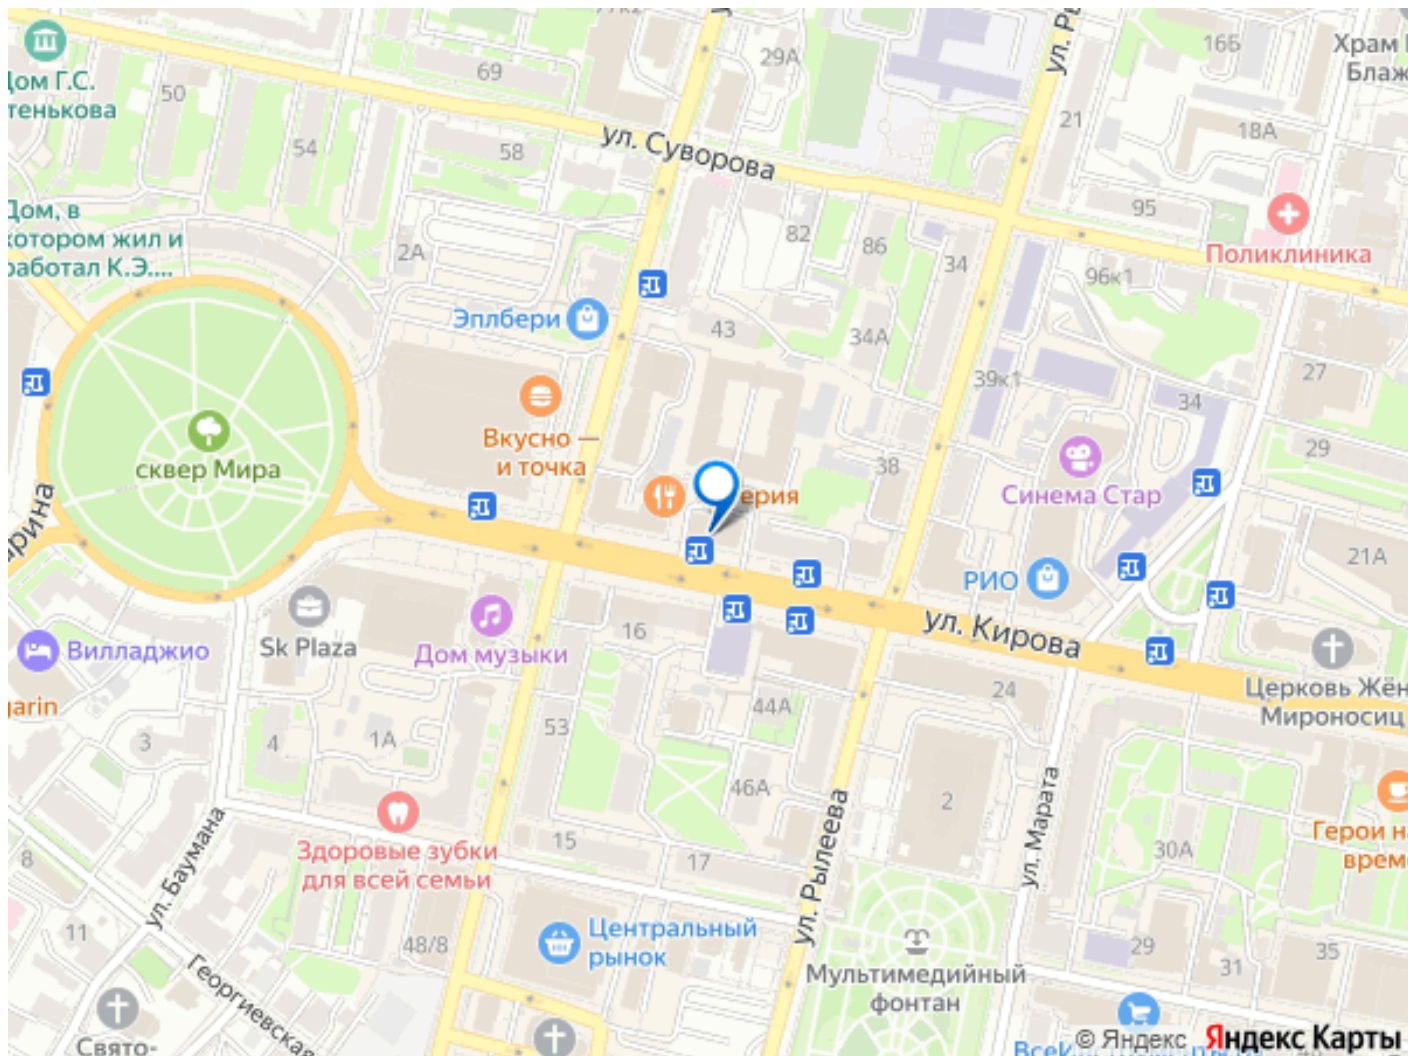 69
29А
16Б
Храм
Блаж
Дом Г.С.
тенькова
50
54
58
ул. Суворова
21
18А
95
Поликлиника
Дом, в
котором жил и
работал К.Э....
2А
82
86
34
96к1
Эплбери
43
34А
39к1
27
34
29
Вкусно —
и точка
сквер Мира
ерия
38
Синема Стар
21А
РИО
ул. Кирова
Sk Plaza
Дом музыки
16
Вилладжио
24
Церковь Жён
Мироносиц
44А
53
3
4
1А
46А
2
ул. Рылеева
ул. Марата
Герои н
врем
30А
15
17
8
ул. Баумана
Здоровые зубки
для всей семьи
11
48/8
Центральный
рынок
29
31
35
Мультимедийный
фонтан
Георгиевская
Свято-
© Яндекс Яндекс Карты